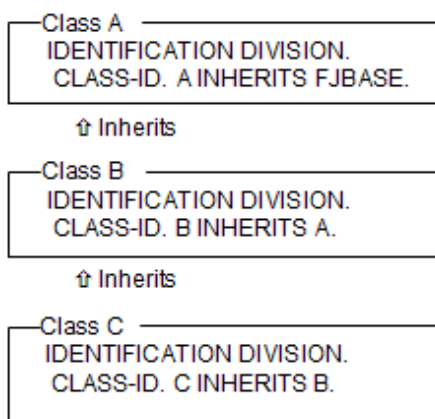 Class A
IDENTIFICATION DIVISION.
CLASS-ID. A INHERITS FJBASE.
⇧ Inherits
Class B
IDENTIFICATION DIVISION.
CLASS-ID. B INHERITS A.
⇧ Inherits
Class C
IDENTIFICATION DIVISION.
CLASS-ID. C INHERITS B.